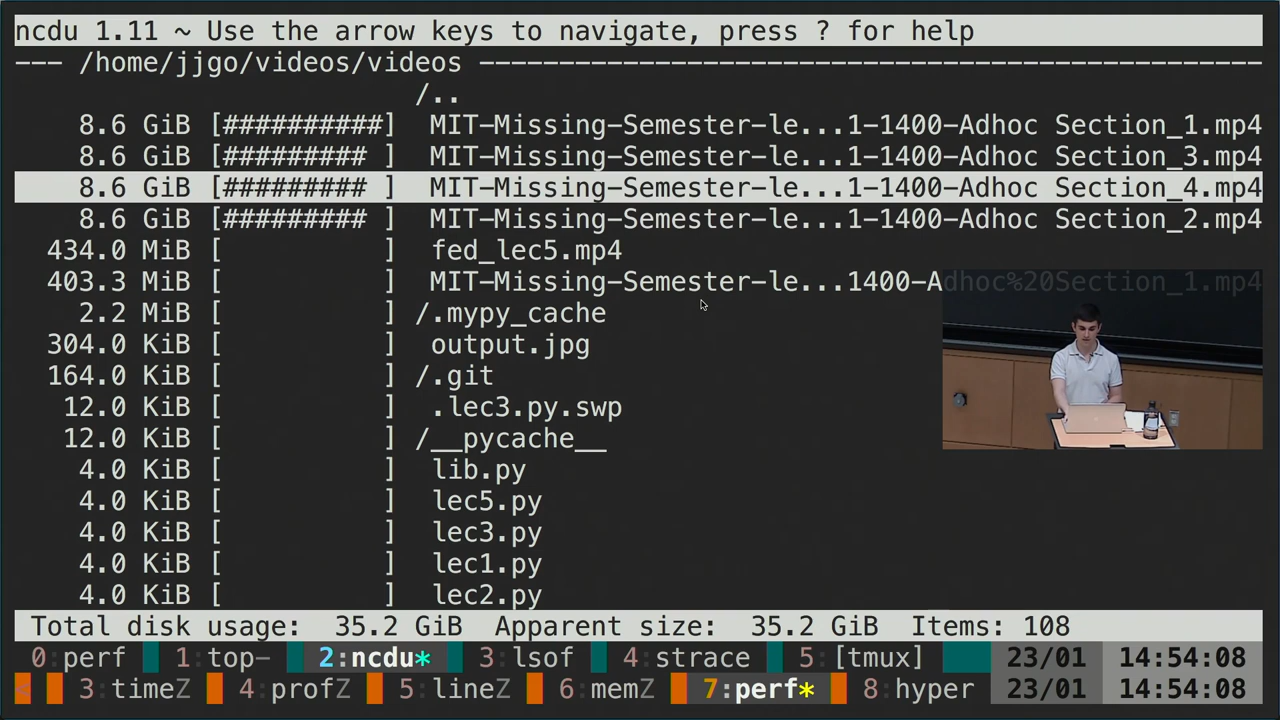 ncdu 1.11 ~ Use the arrow keys to navigate, press ? for help
--- /home/jjgo/videos/videos -------------------------------------------------
/..
8.6 GiB [##########] MIT-Missing-Semester-le...1-1400-Adhoc Section_1.mp4
8.6 GiB [######### ] MIT-Missing-Semester-le...1-1400-Adhoc Section_3.mp4
8.6 GiB [######### ] MIT-Missing-Semester-le...1-1400-Adhoc Section_4.mp4
8.6 GiB [######### ] MIT-Missing-Semester-le...1-1400-Adhoc Section_2.mp4
434.0 MiB [          ] fed_lec5.mp4
403.3 MiB [          ] MIT-Missing-Semester-le...1400-Adhoc%20Section_1.mp4
2.2 MiB [          ] /.mypy_cache
304.0 KiB [          ] output.jpg
164.0 KiB [          ] /.git
12.0 KiB [          ] .lec3.py.swp
12.0 KiB [          ] /__pycache__
4.0 KiB [          ] lib.py
4.0 KiB [          ] lec5.py
4.0 KiB [          ] lec3.py
4.0 KiB [          ] lec1.py
4.0 KiB [          ] lec2.py
Total disk usage: 35.2 GiB Apparent size: 35.2 GiB Items: 108
0:perf 1:top- 2:ncdu* 3:lsof 4:strace 5:[tmux] 23/01 14:54:08
< 3:timeZ 4:profZ 5:lineZ 6:memZ 7:perf* 8:hyper 23/01 14:54:08